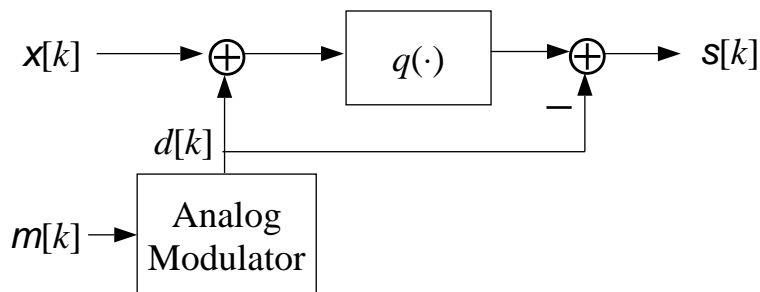 x[k]
q(·)
s[k]
–
d[k]
m[k]
Analog
Modulator